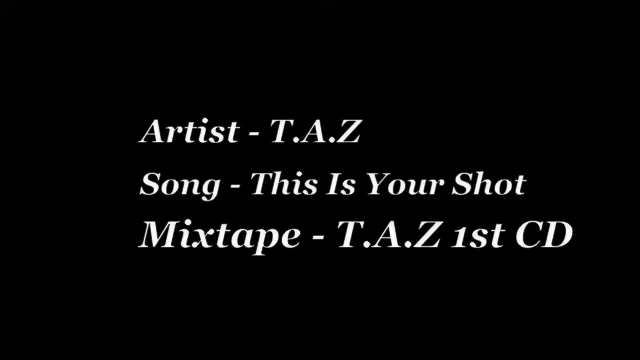 Artist - T.A.Z
Song - This Is Your Shot
Mixtape - T.A.Z 1st CD